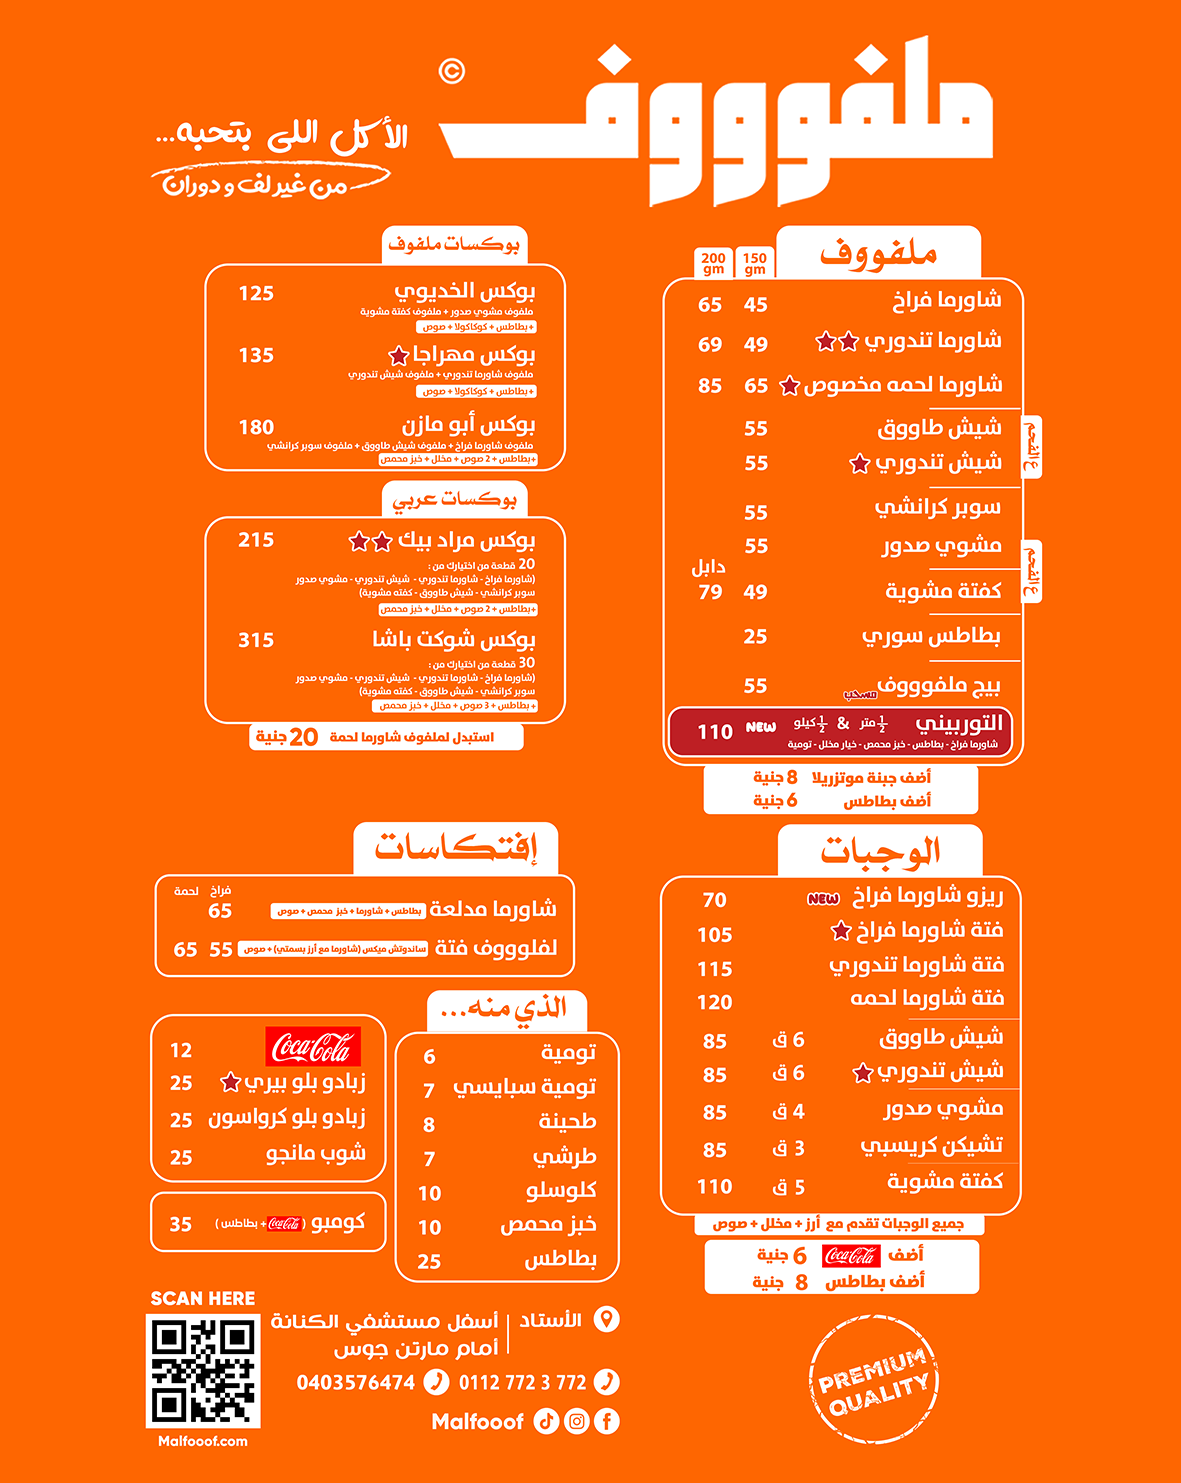 ملفوووف
©
الأكل اللى بتحبه...
من غير لف و دوران
ملفووف
150 gm
200 gm
شاورما فراخ 45 65
شاورما تندوري 49 69
شاورما لحمه مخصوص 65 85
ع الفحم
شيش طاووق 55
شيش تندوري 55
سوبر كرانشي 55
ع الفحم
مشوي صدور 55
دابل
كفتة مشوية 49 79
بطاطس سوري 25
بيج ملفوووف 55
مسحب
التوربيني ½ متر & ½ كيلو NEW 110
شاورما فراخ - بطاطس - خبز محمص - خيار مخلل - تومية
أضف جبنة موتزريلا 8 جنية
أضف بطاطس 6 جنية
بوكسات ملفوف
بوكس الخديوي 125
ملفوف مشوي صدور + ملفوف كفتة مشوية
+ بطاطس + كوكاكولا + صوص
بوكس مهراجا 135
ملفوف شاورما تندوري + ملفوف شيش تندوري
+ بطاطس + كوكاكولا + صوص
بوكس أبو مازن 180
ملفوف شاورما فراخ + ملفوف شيش طاووق + ملفوف سوبر كرانشي
+ بطاطس + 2 صوص + مخلل + خبز محمص
بوكسات عربي
بوكس مراد بيك 215
20 قطعة من اختيارك من :
(شاورما فراخ - شاورما تندوري - شيش تندوري - مشوي صدور
سوبر كرانشي - شيش طاووق - كفته مشوية)
+ بطاطس + 2 صوص + مخلل + خبز محمص
بوكس شوكت باشا 315
30 قطعة من اختيارك من :
(شاورما فراخ - شاورما تندوري - شيش تندوري - مشوي صدور
سوبر كرانشي - شيش طاووق - كفته مشوية)
+ بطاطس + 3 صوص + مخلل + خبز محمص
استبدل لملفوف شاورما لحمة 20 جنية
الوجبات
ريزو شاورما فراخ NEW 70
فتة شاورما فراخ 105
فتة شاورما تندوري 115
فتة شاورما لحمه 120
شيش طاووق 6 ق 85
شيش تندوري 6 ق 85
مشوي صدور 4 ق 85
تشيكن كريسبي 3 ق 85
كفتة مشوية 5 ق 110
جميع الوجبات تقدم مع أرز + مخلل + صوص
أضف Coca-Cola 6 جنية
أضف بطاطس 8 جنية
إفتكاسات
فراخ لحمة
شاورما مدلعة بطاطس + شاورما + خبز محمص + صوص 65
لفلوووف فتة ساندوتش ميكس (شاورما مع أرز بسمتي) + صوص 55 65
الذي منه...
تومية 6
تومية سبايسي 7
طحينة 8
طرشي 7
كلوسلو 10
خبز محمص 10
بطاطس 25
Coca-Cola 12
زبادو بلو بيري 25
زبادو بلو كرواسون 25
شوب مانجو 25
كومبو (Coca-Cola + بطاطس) 35
SCAN HERE
Malfooof.com
الأستاد | أسفل مستشفي الكنانة
أمام مارتن جوس
0112 772 3 772
0403576474
Malfooof
PREMIUM
QUALITY